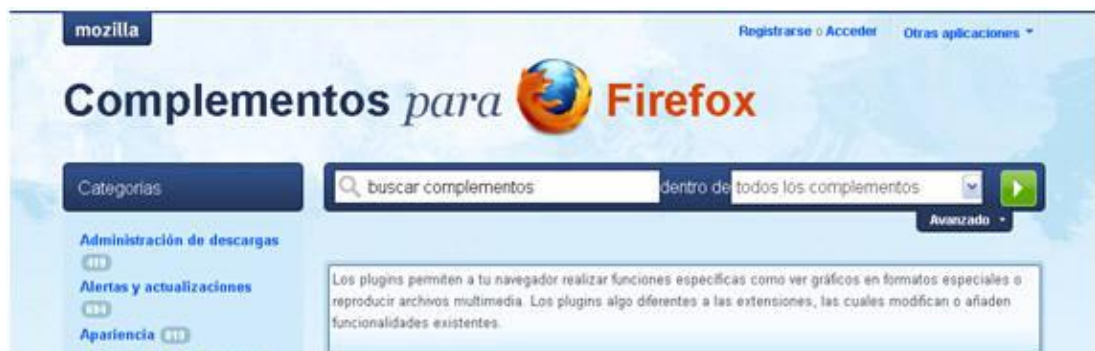 mozilla
Registrarse o Acceder
Otras aplicaciones
Complementos para Firefox
Categorias
buscar complementos
dentro de
todos los complementos
Avanzado
Administración de descargas
Alertas y actualizaciones
Apariencia
Los plugins permiten a tu navegador realizar funciones específicas como ver gráficos en formatos especiales o
reproducir archivos multimedia. Los plugins algo diferentes a las extensiones, las cuales modifican o añaden
funcionalidades existentes.